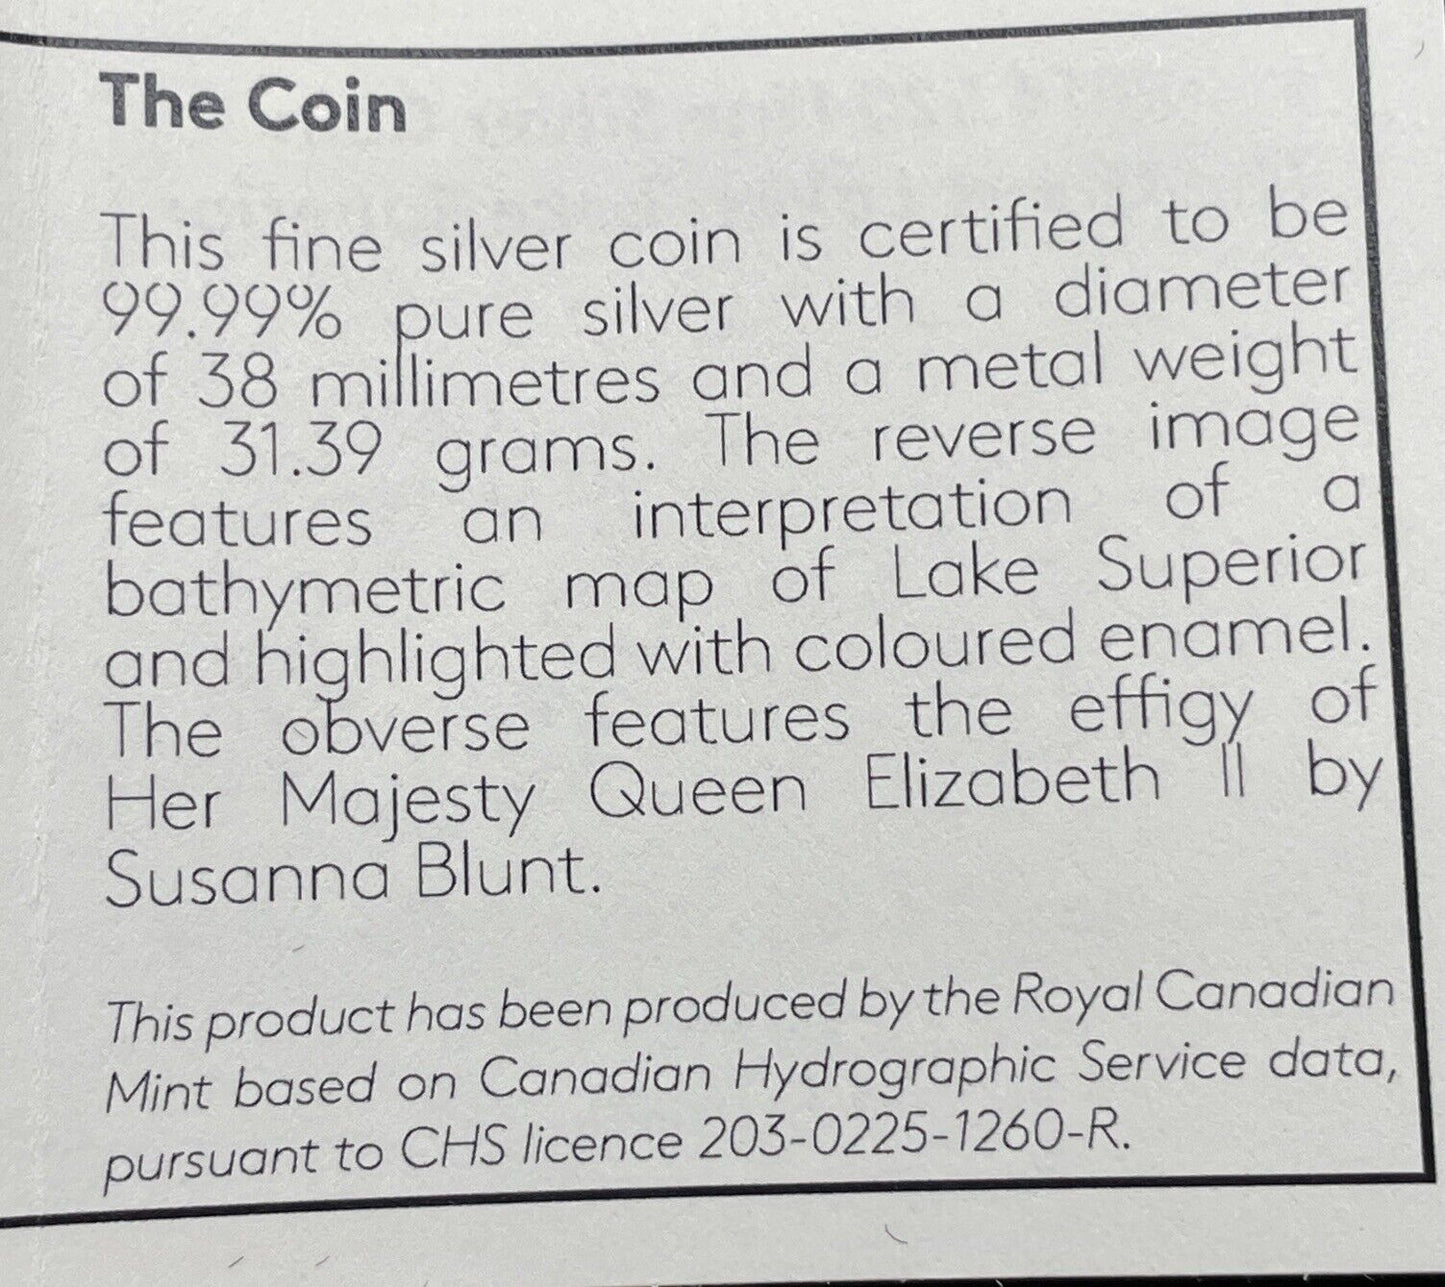 The Coin
This fine silver coin is certified to be
99.99% pure silver with a diameter
of 38 millimetres and a metal weight
of 31.39 grams. The reverse image
features an interpretation of a
bathymetric map of Lake Superior
and highlighted with coloured enamel.
The obverse features the effigy of
Her Majesty Queen Elizabeth II by
Susanna Blunt.
This product has been produced by the Royal Canadian
Mint based on Canadian Hydrographic Service data,
pursuant to CHS licence 203-0225-1260-R.